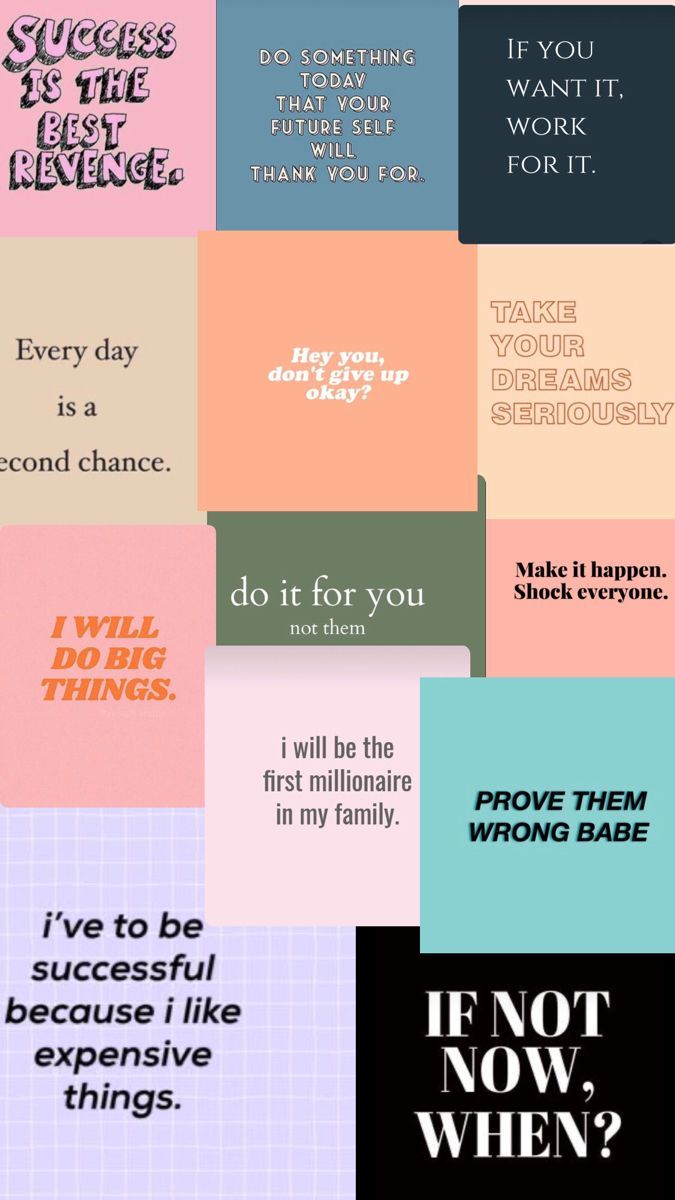 SUCCESS
IS THE
BEST
REVENGE.
DO SOMETHING
TODAY
THAT YOUR
FUTURE SELF
WILL
THANK YOU FOR.
IF YOU
WANT IT,
WORK
FOR IT.
Every day
is a
econd chance.
Hey you,
don't give up
okay?
TAKE
YOUR
DREAMS
SERIOUSLY
I WILL
DO BIG
THINGS.
do it for you
not them
Make it happen.
Shock everyone.
i will be the
first millionaire
in my family.
PROVE THEM
WRONG BABE
i've to be
successful
because i like
expensive
things.
IF NOT
NOW,
WHEN?